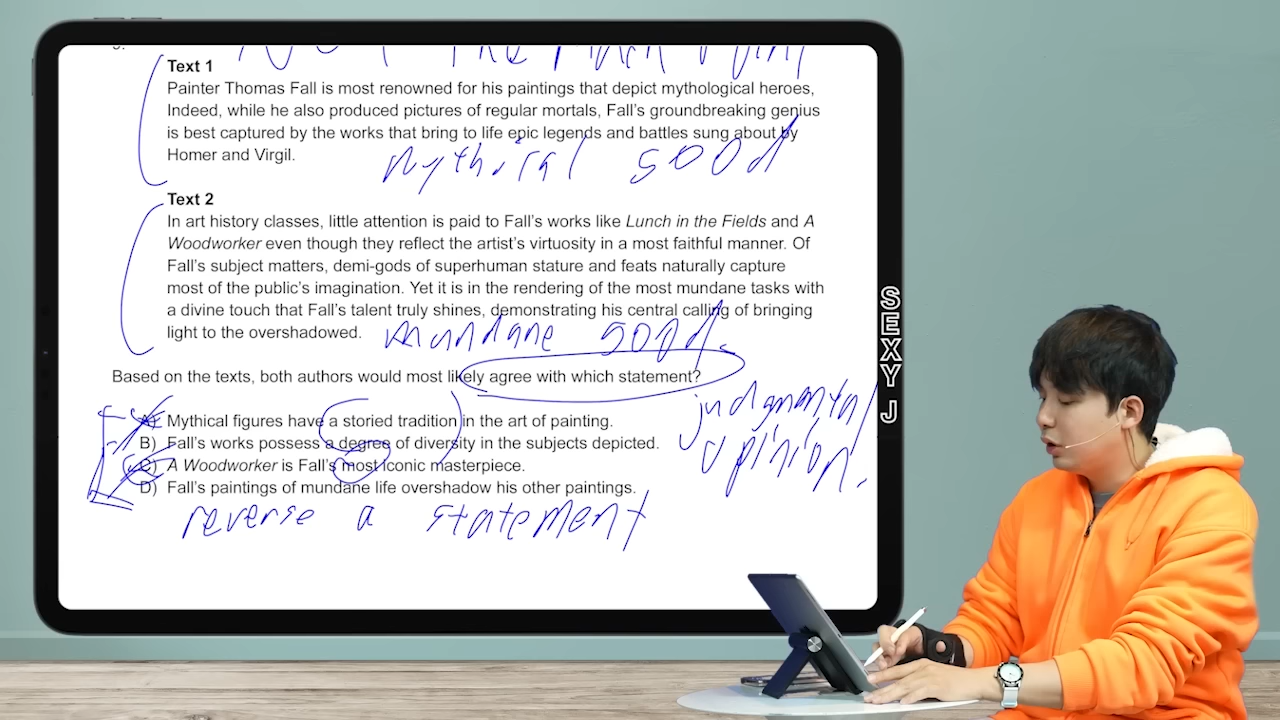 Text 1
Painter Thomas Fall is most renowned for his paintings that depict mythological heroes,
Indeed, while he also produced pictures of regular mortals, Fall's groundbreaking genius
is best captured by the works that bring to life epic legends and battles sung about by
Homer and Virgil.
mythical good
Text 2
In art history classes, little attention is paid to Fall's works like Lunch in the Fields and A
Woodworker even though they reflect the artist's virtuosity in a most faithful manner. Of
Fall's subject matters, demi-gods of superhuman stature and feats naturally capture
most of the public's imagination. Yet it is in the rendering of the most mundane tasks with
a divine touch that Fall's talent truly shines, demonstrating his central calling of bringing
light to the overshadowed.
mundane good.
Based on the texts, both authors would most likely agree with which statement?
A) Mythical figures have a storied tradition in the art of painting.
B) Fall's works possess a degree of diversity in the subjects depicted.
C) A Woodworker is Fall's most iconic masterpiece.
D) Fall's paintings of mundane life overshadow his other paintings.
judgmental
opinion.
reverse a statement
SEXY J